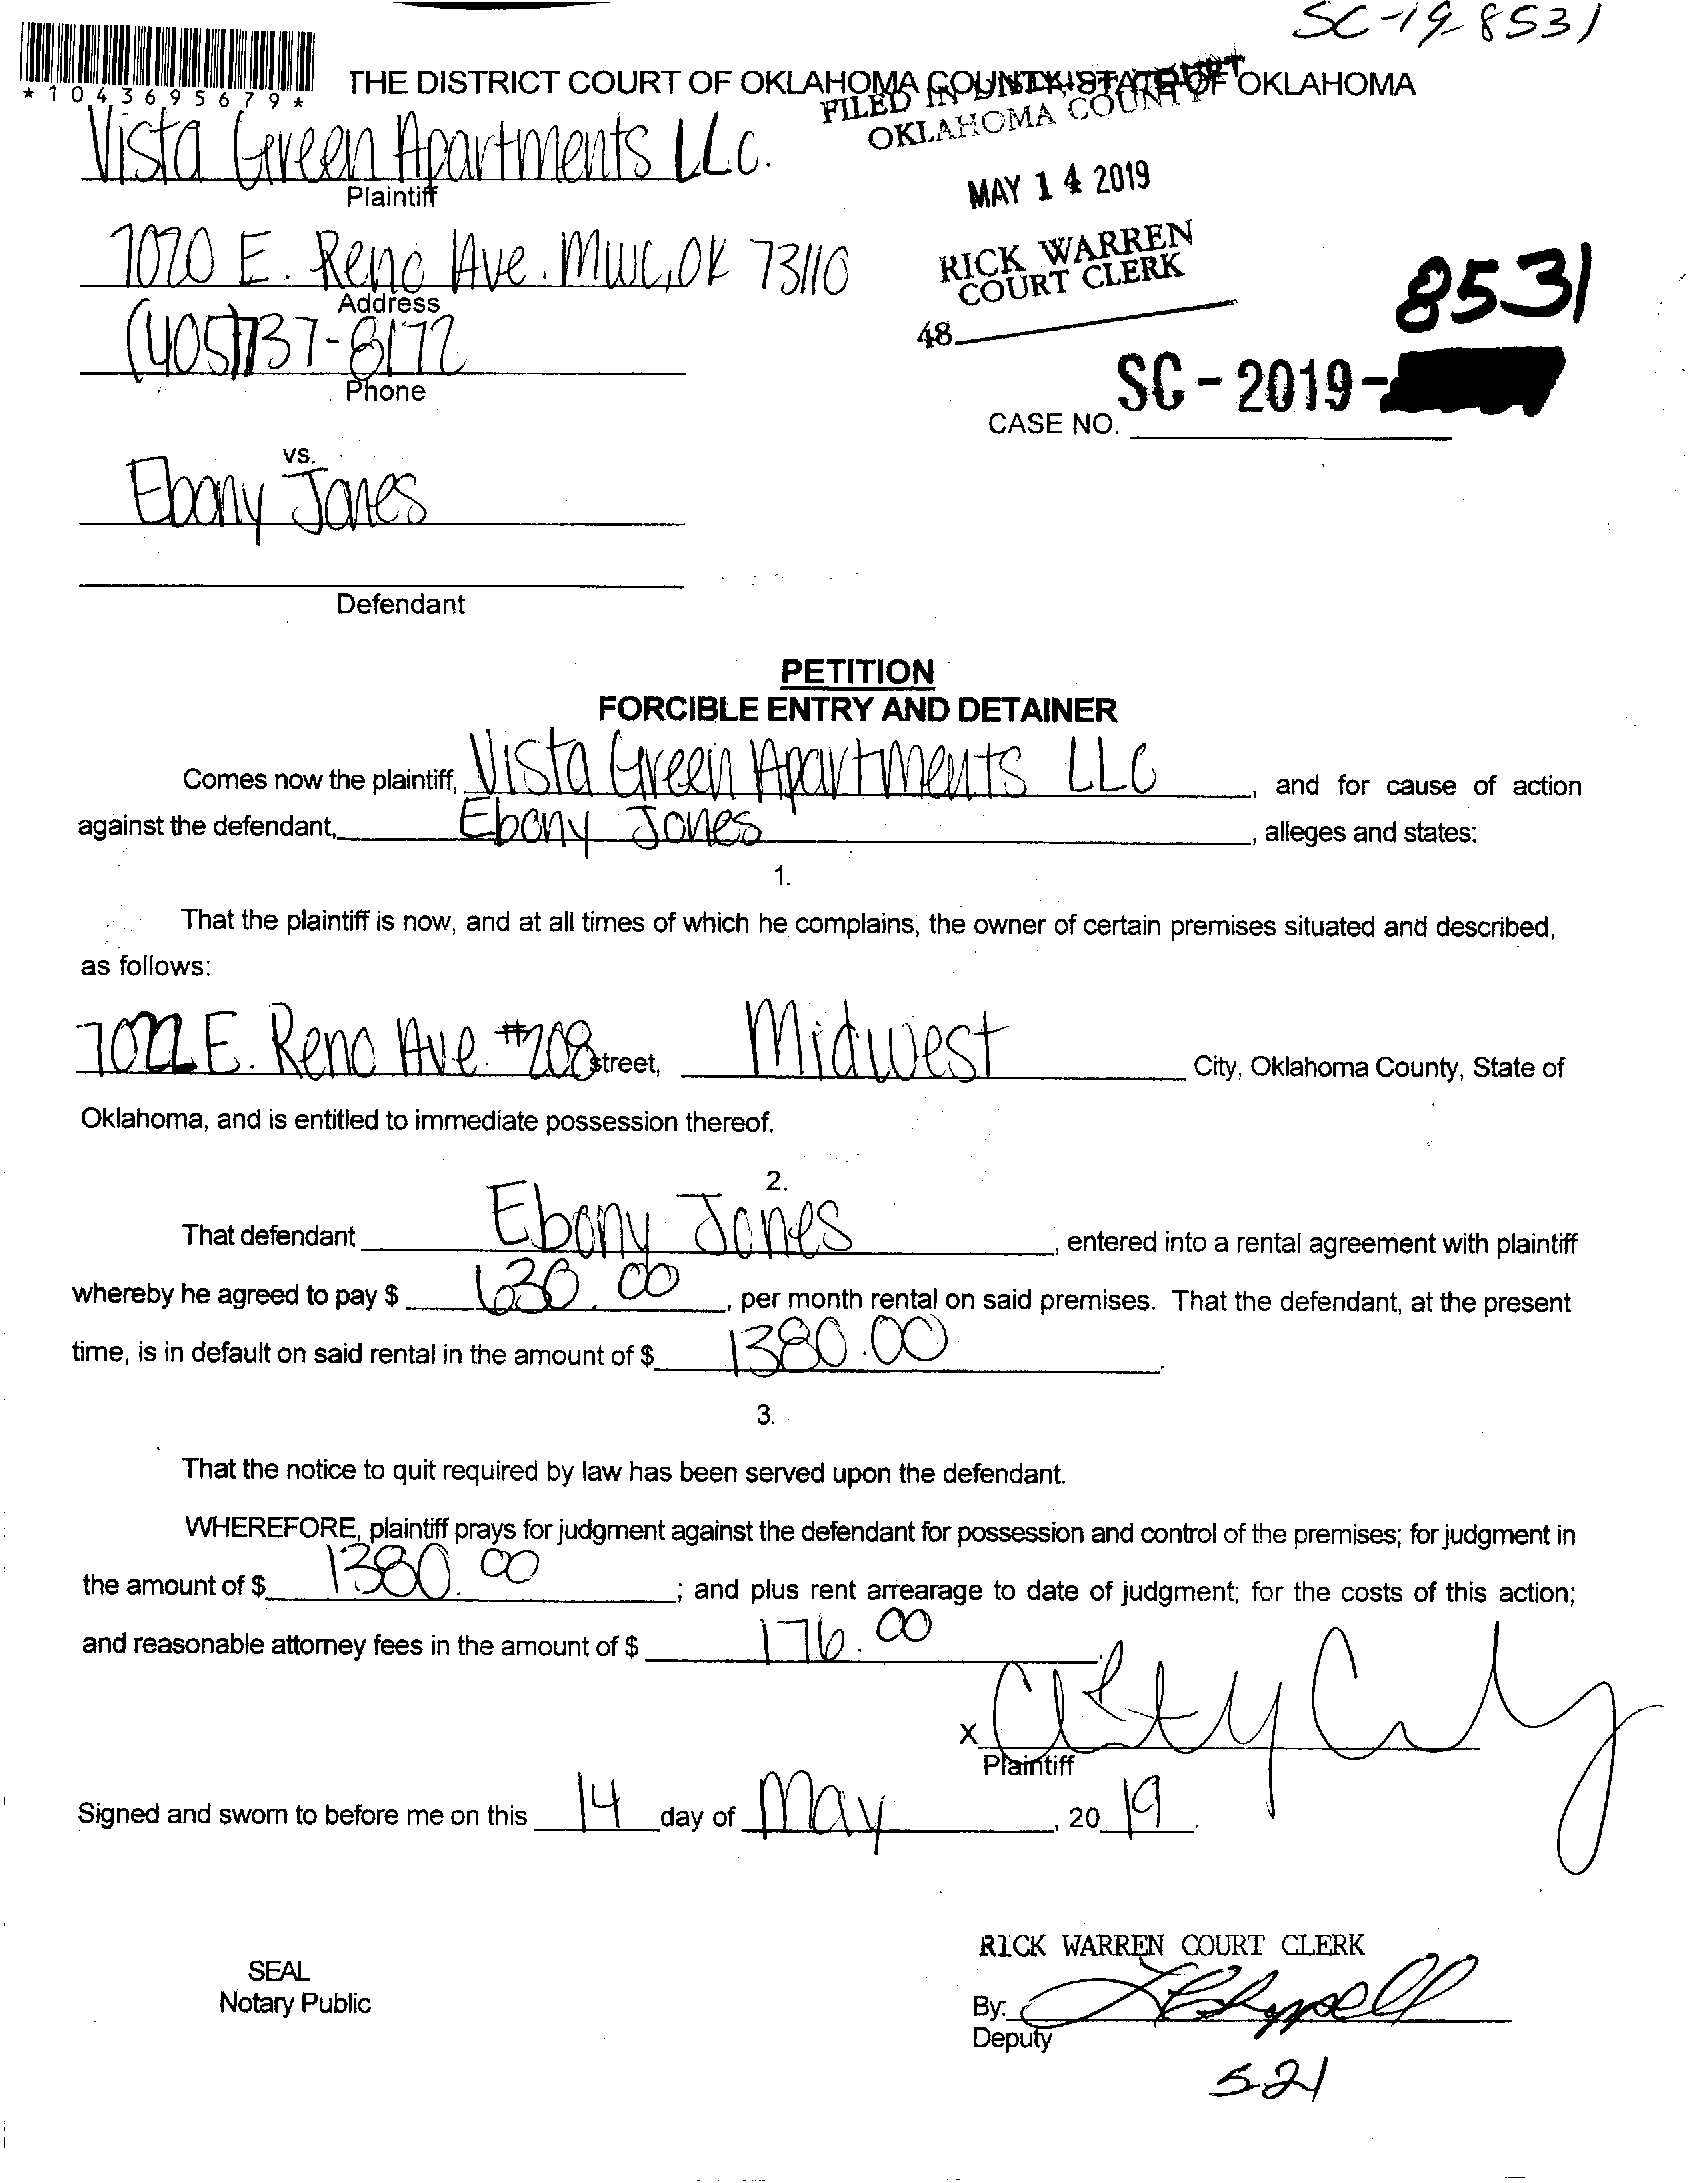 SC-19-8531
*1043695679*
THE DISTRICT COURT OF OKLAHOMA COUNTY, STATE OF OKLAHOMA
FILED IN DISTRICT COURT
OKLAHOMA COUNTY
Vista Green Apartments LLC.
Plaintiff
MAY 14 2019
7020 E. Reno Ave. MWC, OK 73110
Address
RICK WARREN
COURT CLERK
48
(405)737-8172
Phone
8531
SC-2019-
CASE NO.
vs.
Ebony Jones
Defendant
PETITION
FORCIBLE ENTRY AND DETAINER
Comes now the plaintiff, Vista Green Apartments LLC, and for cause of action
against the defendant, Ebony Jones, alleges and states:
1.
That the plaintiff is now, and at all times of which he complains, the owner of certain premises situated and described,
as follows:
7022 E. Reno Ave. #208 street, Midwest City, Oklahoma County, State of
Oklahoma, and is entitled to immediate possession thereof.
2.
That defendant Ebony Jones, entered into a rental agreement with plaintiff
whereby he agreed to pay $ 630.00, per month rental on said premises. That the defendant, at the present
time, is in default on said rental in the amount of $ 1380.00.
3.
That the notice to quit required by law has been served upon the defendant.
WHEREFORE, plaintiff prays for judgment against the defendant for possession and control of the premises; for judgment in
the amount of $ 1380.00; and plus rent arrearage to date of judgment; for the costs of this action;
and reasonable attorney fees in the amount of $ 176.00.
X
Plaintiff
Signed and sworn to before me on this 14 day of May, 20 19.
RICK WARREN COURT CLERK
SEAL
Notary Public
By:
Deputy
521